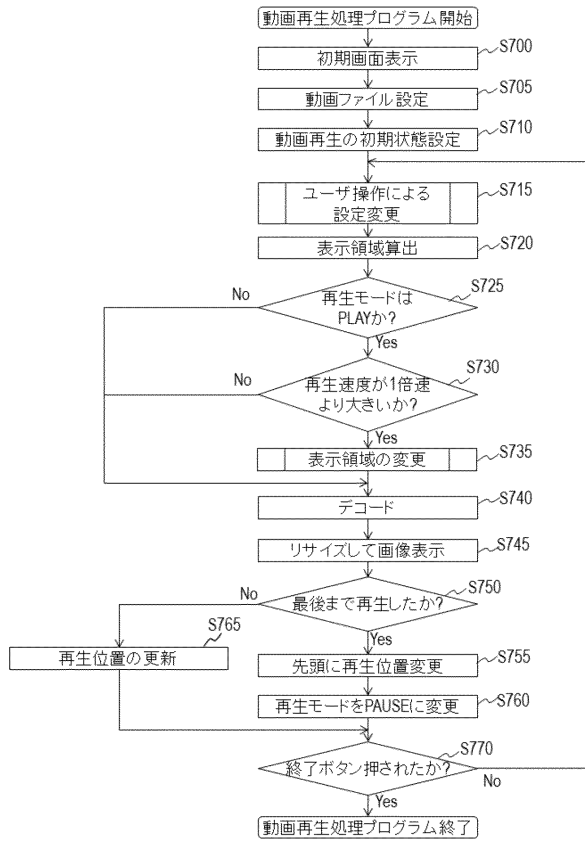 動画再生処理プログラム開始
S700
初期画面表示
S705
動画ファイル設定
S710
動画再生の初期状態設定
S715
ユーザ操作による
設定変更
S720
表示領域算出
S725
No
再生モードは
PLAYか?
Yes
S730
No
再生速度が1倍速
より大きいか?
Yes
S735
表示領域の変更
S740
デコード
S745
リサイズして画像表示
S750
No
最後まで再生したか?
S765
Yes
再生位置の更新
先頭に再生位置変更
S755
S760
再生モードをPAUSEに変更
S770
終了ボタン押されたか?
No
Yes
動画再生処理プログラム終了